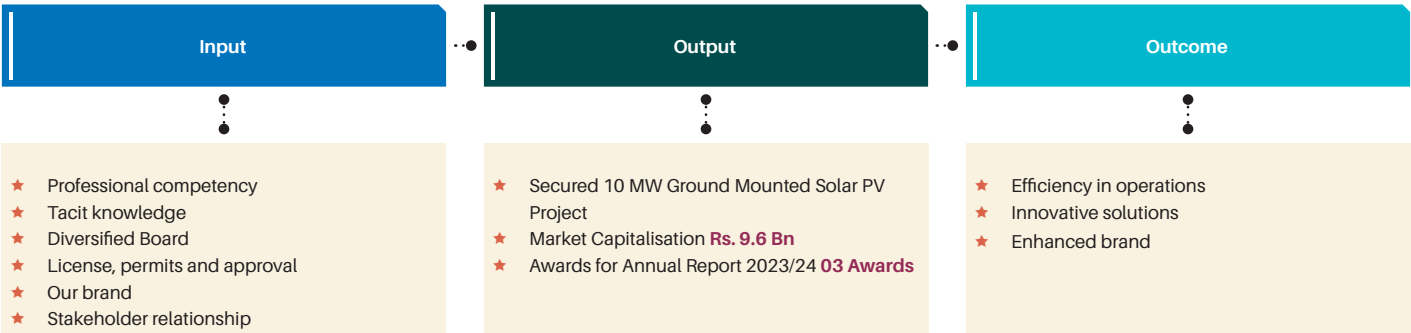 Input
Output
Outcome
Professional competency
Tacit knowledge
Diversified Board
License, permits and approval
Our brand
Stakeholder relationship
Secured 10 MW Ground Mounted Solar PV
Project
Market Capitalisation Rs. 9.6 Bn
Awards for Annual Report 2023/24 03 Awards
Efficiency in operations
Innovative solutions
Enhanced brand